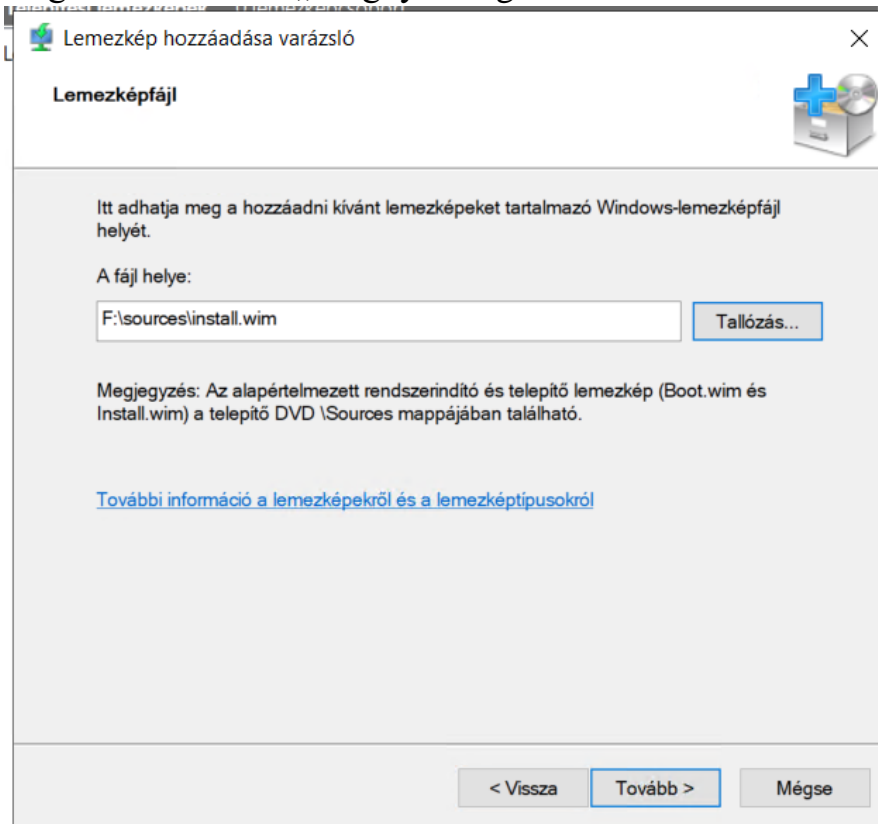 Telepítési lemezképek
Lemezkép hozzáadása varázsló
Lemezképfájl
Itt adhatja meg a hozzáadni kívánt lemezképeket tartalmazó Windows-lemezképfájl
helyét.
A fájl helye:
F:\sources\install.wim
Tallózás...
Megjegyzés: Az alapértelmezett rendszerindító és telepítő lemezkép (Boot.wim és
Install.wim) a telepítő DVD \Sources mappájában található.
További információ a lemezképekről és a lemezképtípusokról
< Vissza
Tovább >
Mégse